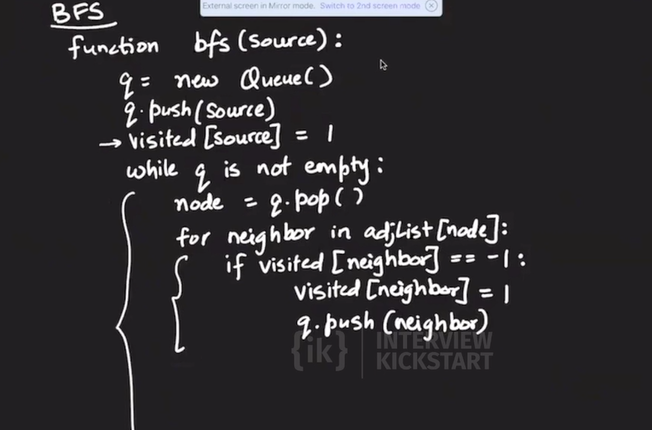 External screen in Mirror mode. Switch to 2nd screen mode
BFS
function bfs(source):
q = new Queue()
q.push(source)
→ visited[source] = 1
while q is not empty:
node = q.pop()
for neighbor in adjList[node]:
if visited[neighbor] == -1:
visited[neighbor] = 1
q.push(neighbor)
{ik} INTERVIEW
KICKSTART